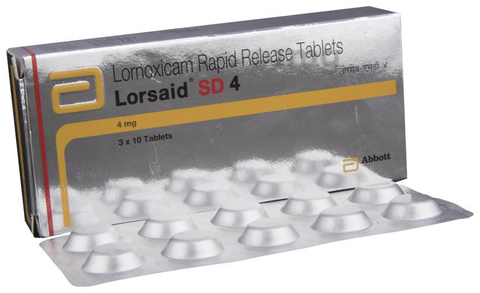 Lornoxicam Rapid Release Tablets
Lorsaid® SD 4
4 mg
3 x 10 Tablets
Abbott